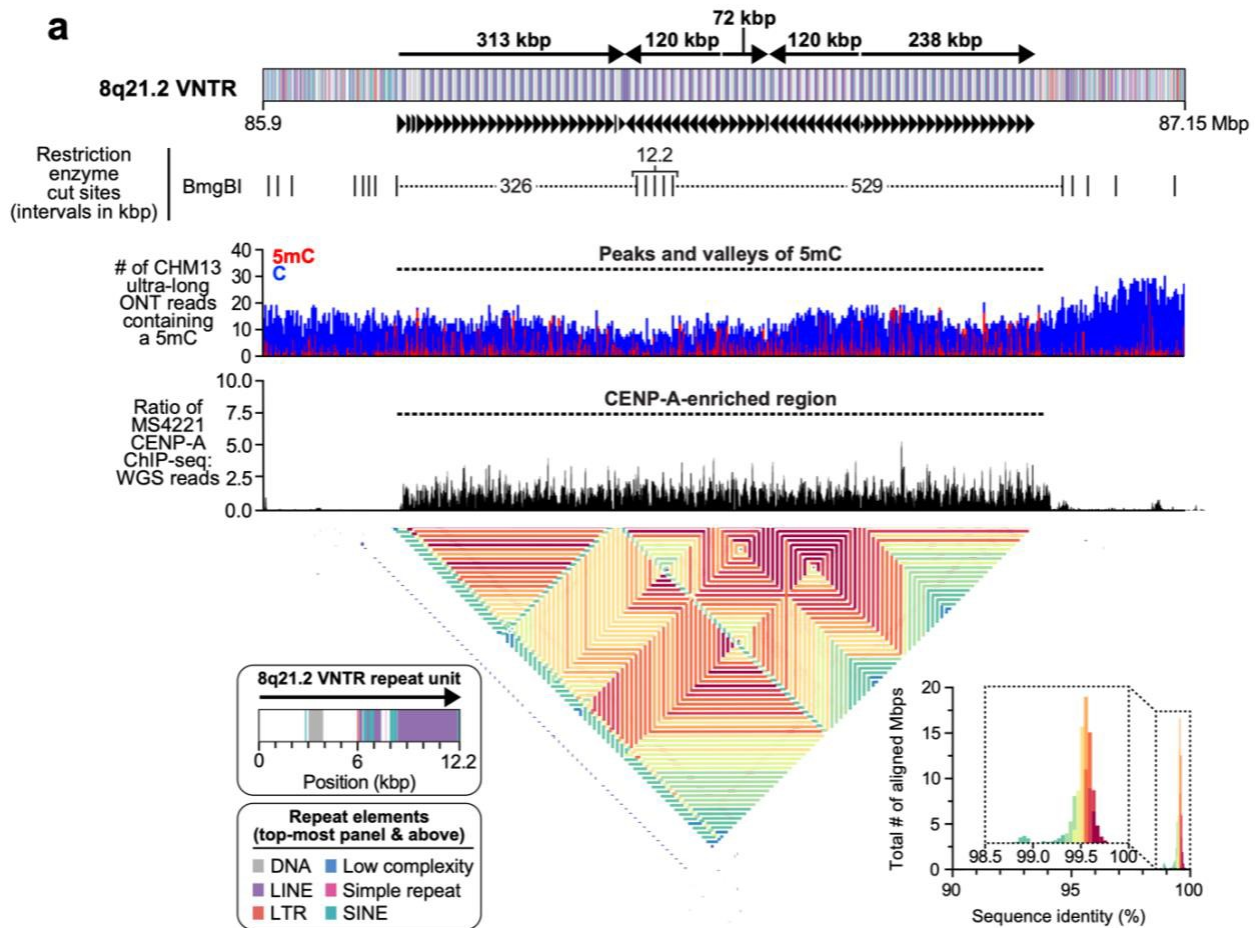 a
72 kbp
313 kbp
120 kbp
120 kbp
238 kbp
8q21.2 VNTR
85.9
87.15 Mbp
Restriction
enzyme
cut sites
(intervals in kbp)
BmgBI
326
12.2
529
# of CHM13
ultra-long
ONT reads
containing
a 5mC
40
30
20
10
0
5mC
C
Peaks and valleys of 5mC
Ratio of
MS4221
CENP-A
ChIP-seq:
WGS reads
10.0
7.5
5.0
2.5
0.0
CENP-A-enriched region
8q21.2 VNTR repeat unit
0 6 12.2
Position (kbp)
Repeat elements
(top-most panel & above)
DNA
LINE
LTR
Low complexity
Simple repeat
SINE
Total # of aligned Mbps
20
15
10
5
0
98.5 99.0 99.5 100
90 95 100
Sequence identity (%)